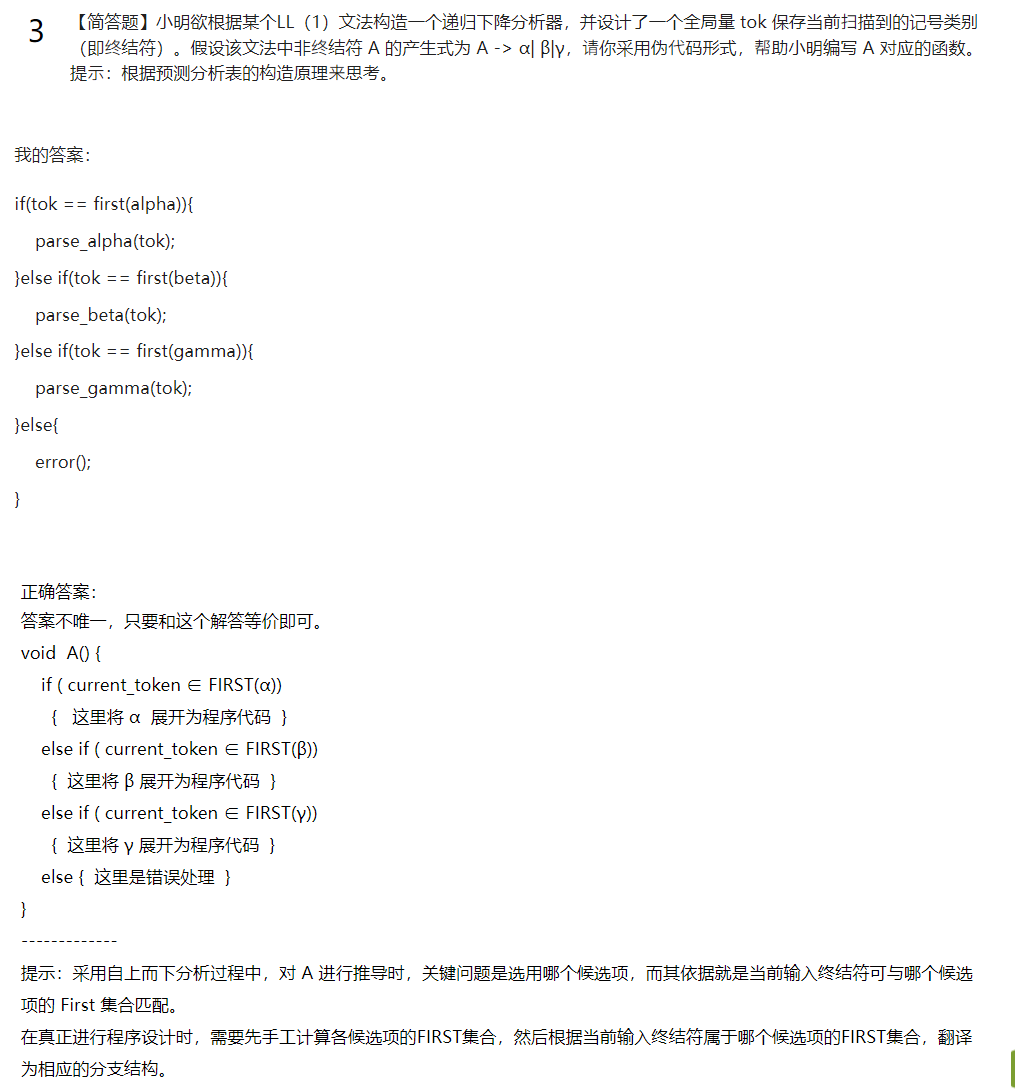 3
【简答题】小明欲根据某个LL（1）文法构造一个递归下降分析器，并设计了一个全局量 tok 保存当前扫描到的记号类别
（即终结符）。假设该文法中非终结符 A 的产生式为 A -> α| β|γ，请你采用伪代码形式，帮助小明编写 A 对应的函数。
提示：根据预测分析表的构造原理来思考。
我的答案：
if(tok == first(alpha)){
parse_alpha(tok);
}else if(tok == first(beta)){
parse_beta(tok);
}else if(tok == first(gamma)){
parse_gamma(tok);
}else{
error();
}
正确答案：
答案不唯一，只要和这个解答等价即可。
void A() {
if ( current_token ∈ FIRST(α))
{ 这里将 α 展开为程序代码 }
else if ( current_token ∈ FIRST(β))
{ 这里将 β 展开为程序代码 }
else if ( current_token ∈ FIRST(γ))
{ 这里将 γ 展开为程序代码 }
else { 这里是错误处理 }
}
-------------
提示：采用自上而下分析过程中，对 A 进行推导时，关键问题是选用哪个候选项，而其依据就是当前输入终结符可与哪个候选
项的 First 集合匹配。
在真正进行程序设计时，需要先手工计算各候选项的FIRST集合，然后根据当前输入终结符属于哪个候选项的FIRST集合，翻译
为相应的分支结构。